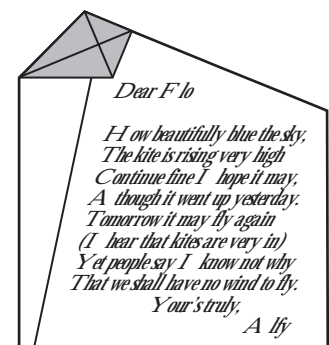 Dear Flo
How beautifully blue the sky,
The kite is rising very high
Continue fine I hope it may,
A though it went up yesterday.
Tomorrow it may fly again
(I hear that kites are very in)
Yet people say I know not why
That we shall have no wind to fly.
Your's truly,
Alfy